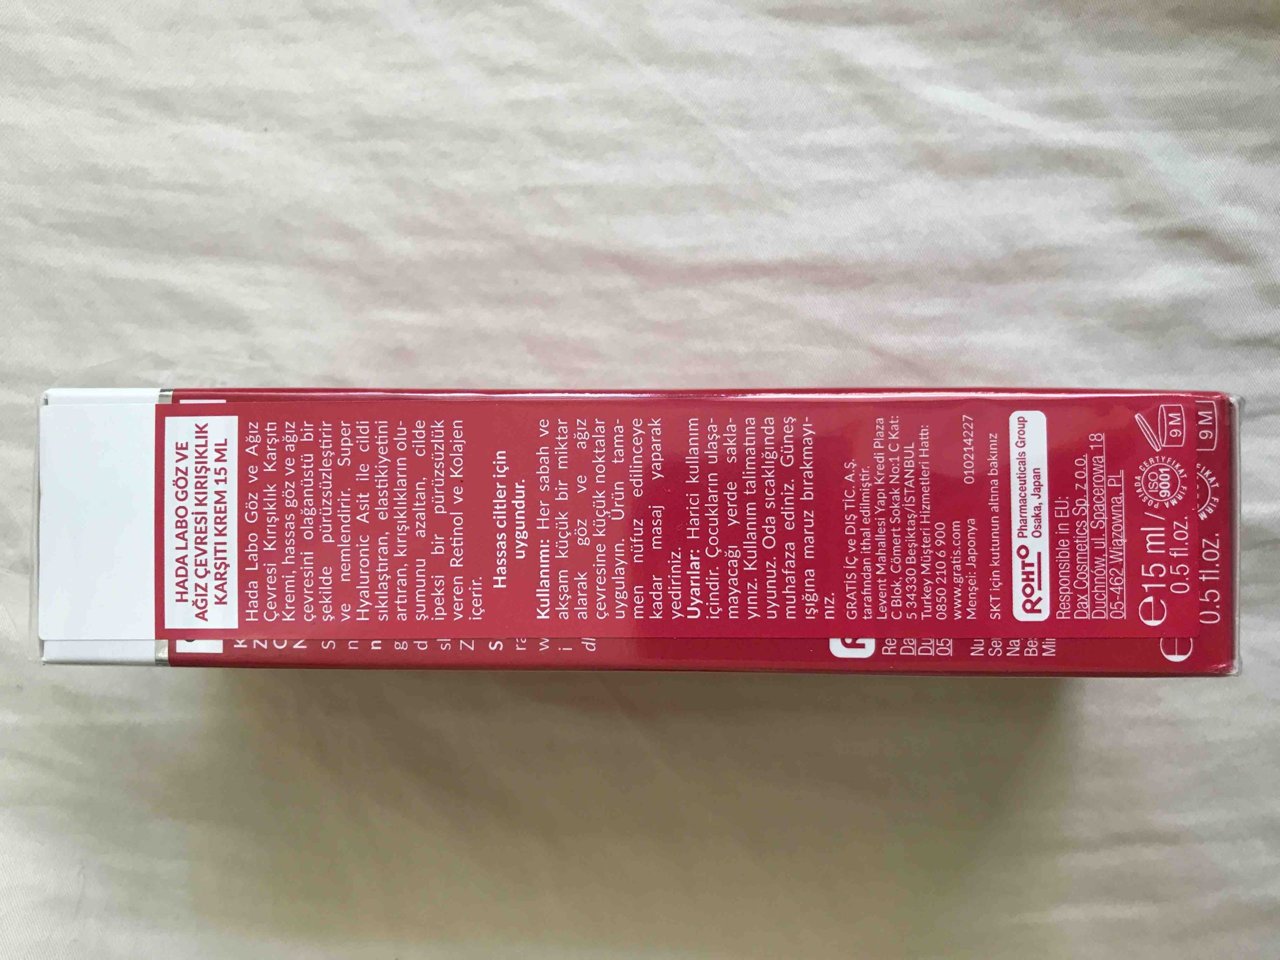 HADA LABO GÖZ VE
AĞIZ ÇEVRESİ KIRIŞIKLIK
KARŞITI KREM 15 ML
Hada Labo Göz ve Ağız
Çevresi Kırışıklık Karşıtı
Kremi, hassas göz ve ağız
çevresini olağanüstü bir
şekilde pürüzsüzleştirir
ve nemlendirir. Super
Hyaluronic Asit ile cildi
sıklaştıran, elastikiyetini
artıran, kırışıklıkların olu-
şumunu azaltan, cilde
ipeksi bir pürüzsüzlük
veren Retinol ve Kolajen
içerir.
Hassas ciltler için
uygundur.
Kullanımı: Her sabah ve
akşam küçük bir miktar
alarak göz ve ağız
çevresine küçük noktalar
uygulayın. Ürün tama-
men nüfuz edilinceye
kadar masaj yaparak
yediriniz.
Uyarılar: Harici kullanım
içindir. Çocukların ulaşa-
mayacağı yerde sakla-
yınız. Kullanım talimatına
uyunuz. Oda sıcaklığında
muhafaza ediniz. Güneş
ışığına maruz bırakmayı-
nız.
GRATIS İÇ ve DIŞ TİC. A.Ş.
tarafından ithal edilmiştir.
Levent Mahallesi Yapı Kredi Plaza
C Blok, Cömert Sokak No:1 C Kat:
5 34330 Beşiktaş/İSTANBUL
Turkey Müşteri Hizmetleri Hattı:
0850 210 6 900
www.gratis.com
Menşei: Japonya 010214227
SKT için kutunun altına bakınız
ROHTO Pharmaceuticals Group
Osaka, Japan
Responsible in EU:
Dax Cosmetics Sp. z o.o.
Duchnów, ul. Spacerowa 18
05-462 Wiązowna, PL
℮15 ml /
0.5 fl.oz.
ISO
9001
9 M
℮
0.5 fl.oz.
9 M